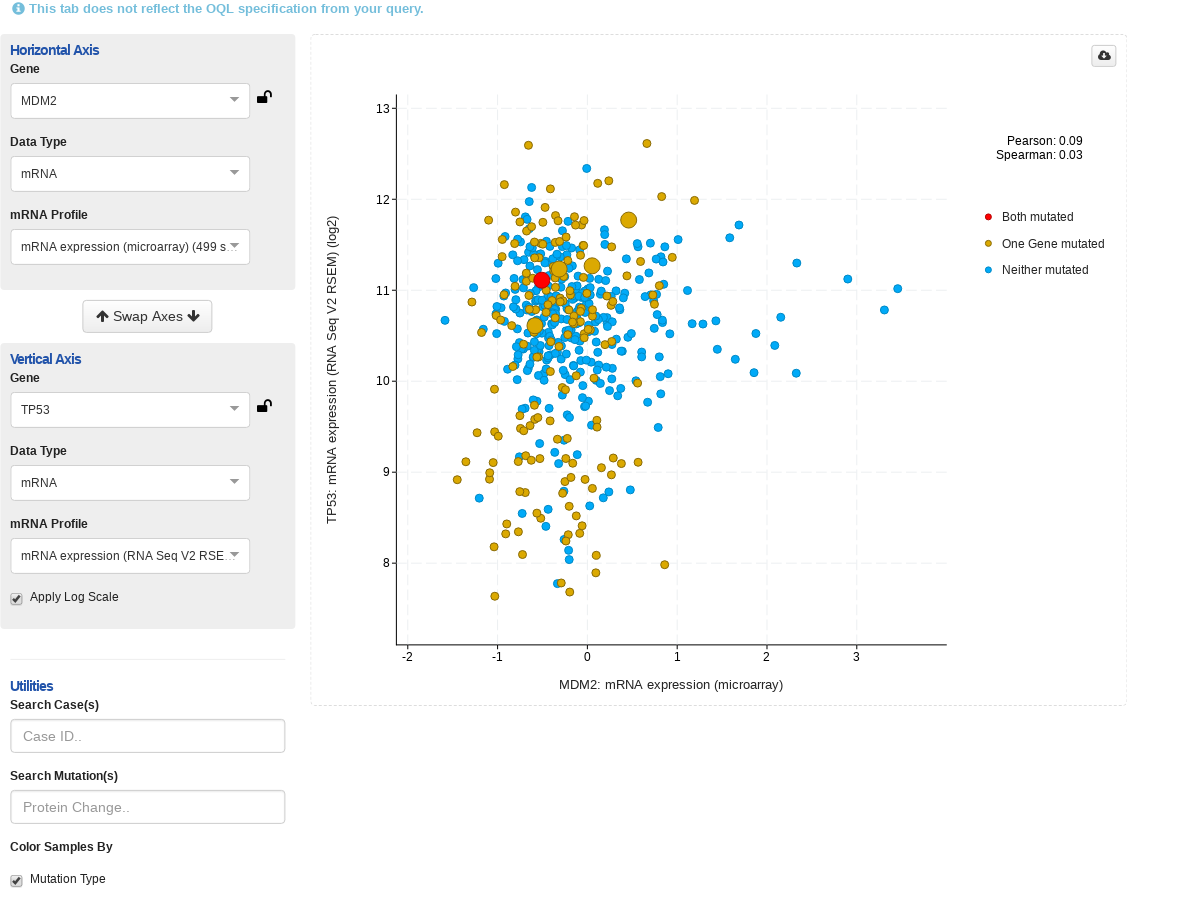 This tab does not reflect the OQL specification from your query.
Horizontal Axis
Gene
MDM2
Data Type
mRNA
mRNA Profile
mRNA expression (microarray) (499 s…
Swap Axes
Vertical Axis
Gene
TP53
Data Type
mRNA
mRNA Profile
mRNA expression (RNA Seq V2 RSE…
Apply Log Scale
Utilities
Search Case(s)
Case ID..
Search Mutation(s)
Protein Change..
Color Samples By
Mutation Type
TP53: mRNA expression (RNA Seq V2 RSEM) (log2)
13
12
11
10
9
8
-2 -1 0 1 2 3
MDM2: mRNA expression (microarray)
Pearson: 0.09
Spearman: 0.03
Both mutated
One Gene mutated
Neither mutated